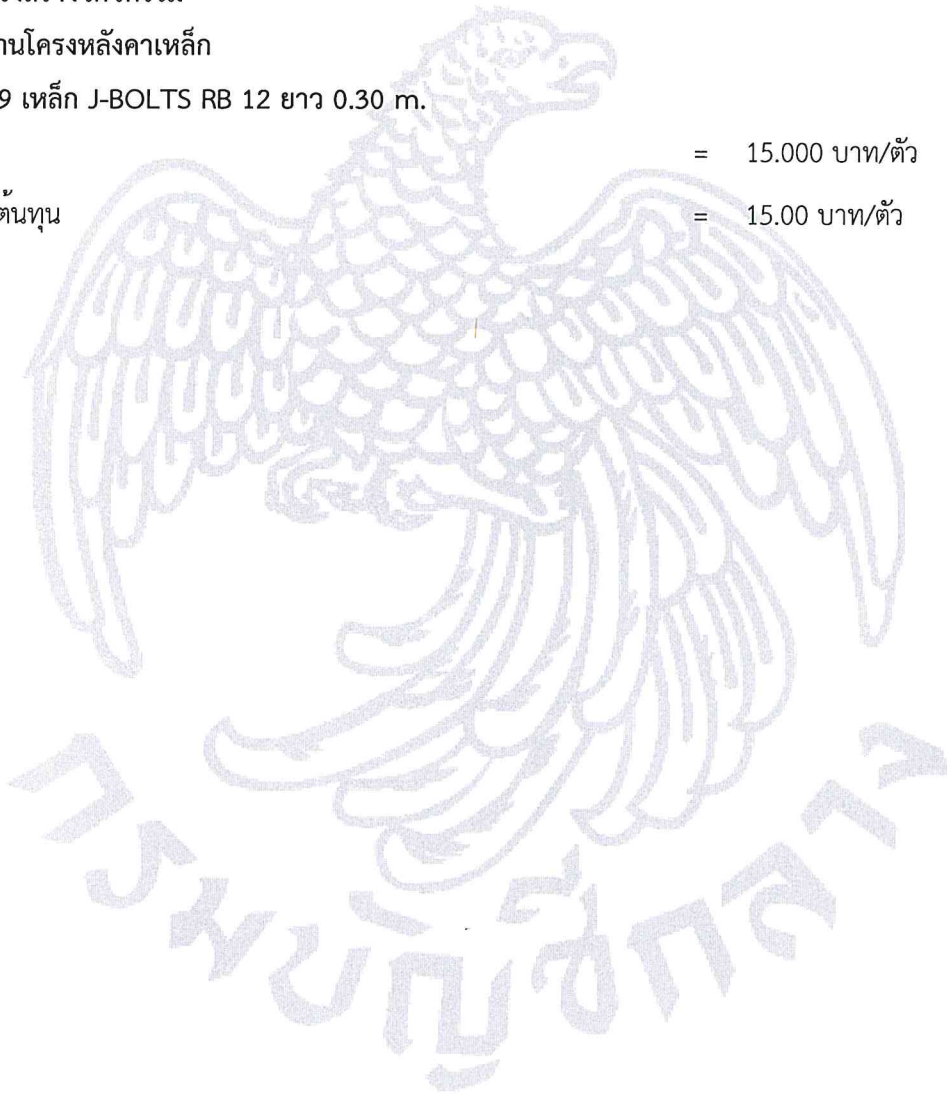 านโครงหลังคาเหล็ก
9 เหล็ก J-BOLTS RB 12 ยาว 0.30 m.
= 15.000 บาท/ตัว
ต้นทุน = 15.00 บาท/ตัว
กรมบัญชีกลาง